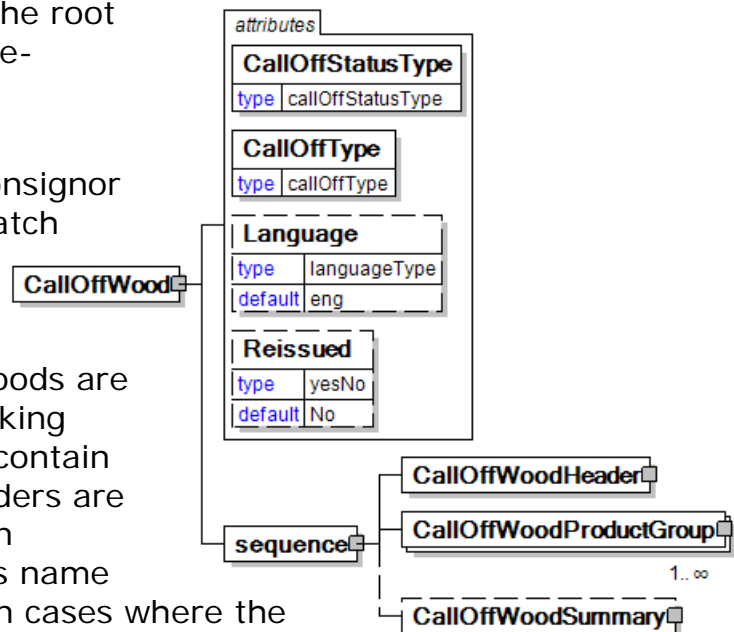 he root
e-
onsignor
atch
oods are
king
contain
ders are
n
s name
n cases where the
attributes
CallOffStatusType
type callOffStatusType
CallOffType
type callOffType
Language
type languageType
default eng
Reissued
type yesNo
default No
CallOffWood
sequence
CallOffWoodHeader
CallOffWoodProductGroup
1.. ∞
CallOffWoodSummary